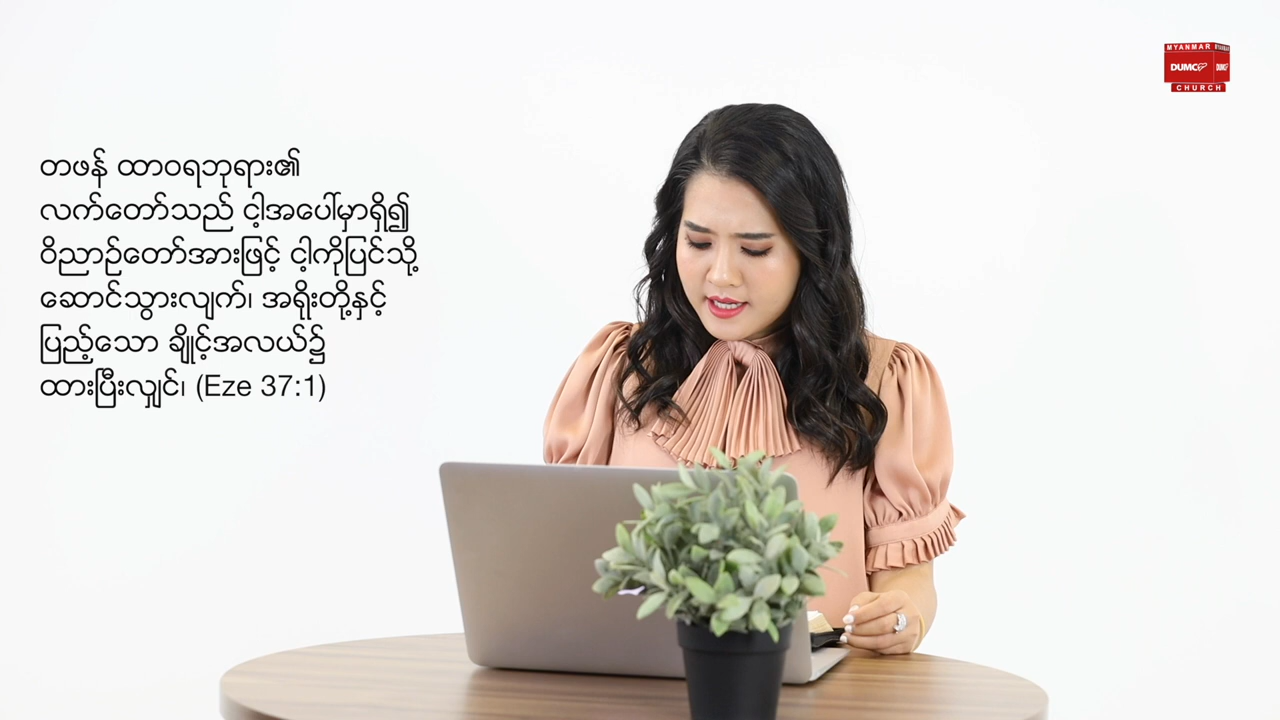 တဖန် ထာဝရဘုရား၏
လက်တော်သည် ငါ့အပေါ်မှာရှိ၍
ဝိညာဉ်တော်အားဖြင့် ငါ့ကိုပြင်သို့
ဆောင်သွားလျက်၊ အရိုးတို့နှင့်
ပြည့်သော ချိုင့်အလယ်၌
ထားပြီးလျှင်၊ (Eze 37:1)
MYANMAR MYANMAR
DUMC DUMC
CHURCH